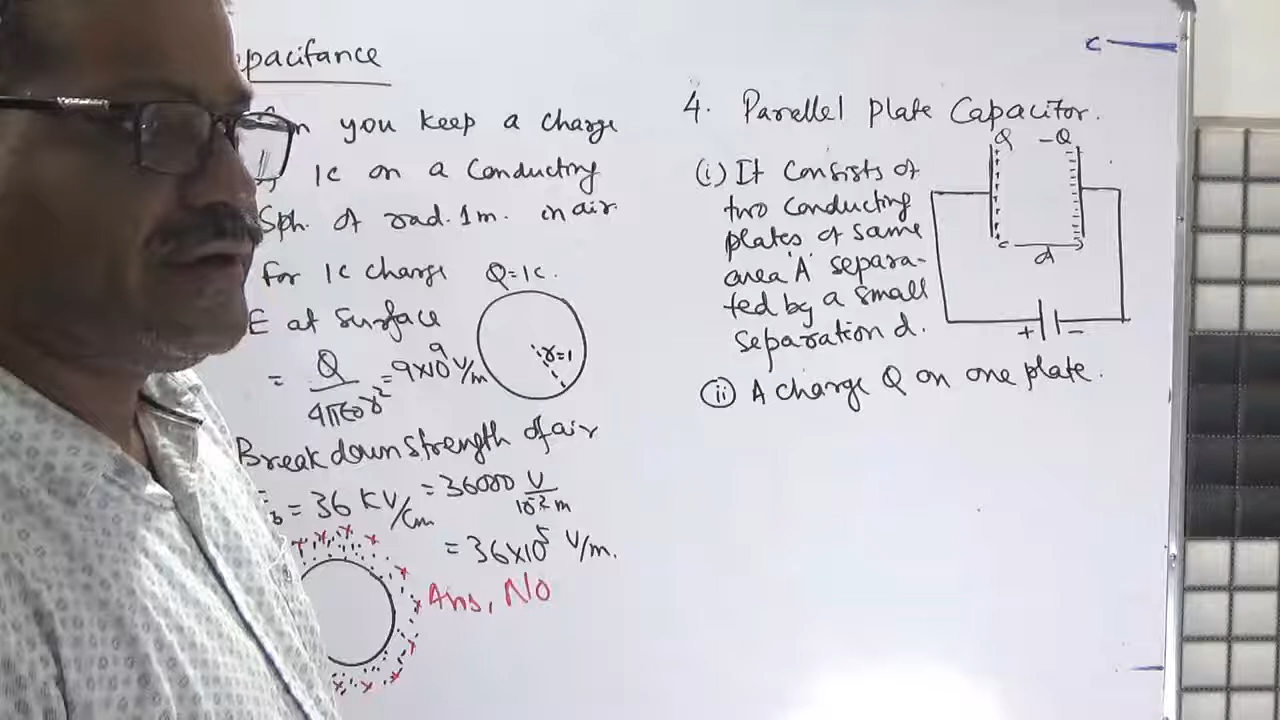 pacitance
n you keep a charge
1C on a Conducting
Sph. of rad. 1m. in air
for 1C charge Q=1C.
E at surface
r=1
= Q/4πϵ0r² = 9×10⁹ V/m
Break down strength of air
b = 36 KV/Cm = 36000 V/10⁻² m
= 36×10⁵ V/m.
Ans, No
C
4. Parellel Plate Capacitor.
Q -Q
(i) It consists of
two conducting
plates of same
area 'A' separa-
ted by a small
separation d.
d
+ -
(ii) A charge Q on one plate.